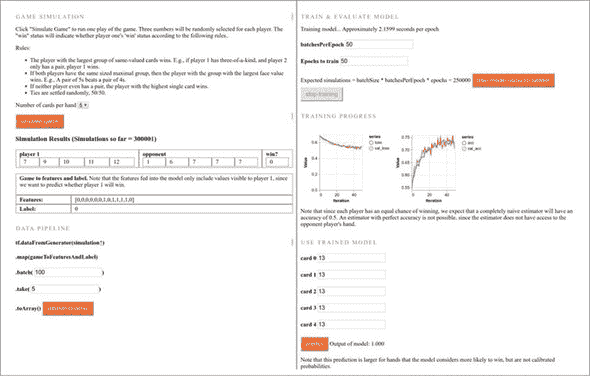 GAME SIMULATION
Click "Simulate Game" to run one play of the game. Three numbers will be randomly selected for each player. The
"win" status will indicate whether player one's 'win' status according to the following rules.
Rules:
The player with the largest group of same-valued cards wins. E.g., if player 1 has three-of-a-kind, and player 2
only has a pair, player 1 wins.
If both players have the same sized maximal group, then the player with the group with the largest face value
wins. E.g., A pair of 5s beats a pair of 4s.
If neither player even has a pair, the player with the highest single card wins.
Ties are settled randomly, 50/50.
Number of cards per hand 5
Simulation Results (Simulations so far = 300001)
player 1 opponent win?
7 9 10 11 12 1 6 7 7 7 0
Game to features and label. Note that the features fed into the model only include values visible to player 1, since
we want to predict whether player 1 will win.
Features: [0,0,0,0,0,0,1,0,1,1,1,1,0]
Label: 0
DATA PIPELINE
tf.dataFromGenerator(simulation*)
.map(gameToFeaturesAndLabel)
.batch( 100 )
.take( 5 )
.toArray()
TRAIN & EVALUATE MODEL
Training model... Approximately 2.1599 seconds per epoch
batchesPerEpoch 50
Epochs to train 50
Expected simulations = batchSize * batchesPerEpoch * epochs = 250000
stop training
TRAINING PROGRESS
series
loss
val_loss
Value
Iteration
0 20 40
series
acc
val_acc
Value
Iteration
0 20 40
Note that since each player has an equal chance of winning, we expect that a completely naive estimator will have an
accuracy of 0.5. An estimator with perfect accuracy is not possible, since the estimator does not have access to the
opponent player's hand.
USE TRAINED MODEL
card 0 13
card 1 13
card 2 13
card 3 13
card 4 13
predict Output of model: 1.000
Note that this prediction is larger for hands that the model considers more likely to win, but are not calibrated
probabilities.